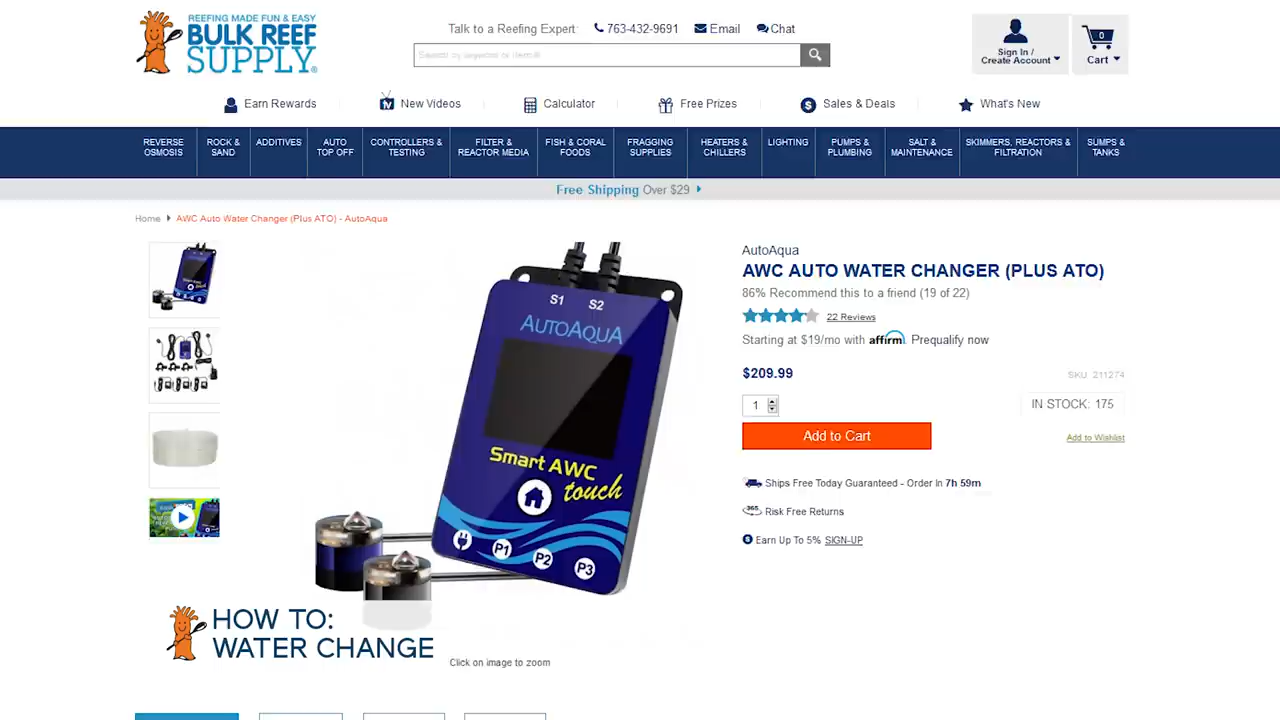 REEFING MADE FUN & EASY
BULK REEF
SUPPLY
Talk to a Reefing Expert: 763-432-9691 Email Chat
Search by keyword or item#
Sign In /
Create Account
0
Cart
Earn Rewards New Videos Calculator Free Prizes Sales & Deals What's New
REVERSE
OSMOSIS
ROCK &
SAND
ADDITIVES
AUTO
TOP OFF
CONTROLLERS &
TESTING
FILTER &
REACTOR MEDIA
FISH & CORAL
FOODS
FRAGGING
SUPPLIES
HEATERS &
CHILLERS
LIGHTING
PUMPS &
PLUMBING
SALT &
MAINTENANCE
SKIMMERS, REACTORS &
FILTRATION
SUMPS &
TANKS
Free Shipping Over $29
Home AWC Auto Water Changer (Plus ATO) - AutoAqua
S1 S2
AUTOAQUA
Smart AWC
touch
P1 P2 P3
AutoAqua
AWC AUTO WATER CHANGER (PLUS ATO)
86% Recommend this to a friend (19 of 22)
22 Reviews
Starting at $19/mo with affirm. Prequalify now
$209.99
SKU 211274
1
IN STOCK: 175
Add to Cart
Add to Wishlist
Ships Free Today Guaranteed - Order In 7h 59m
365 Risk Free Returns
Earn Up To 5% SIGN-UP
HOW TO:
WATER CHANGE
Click on image to zoom